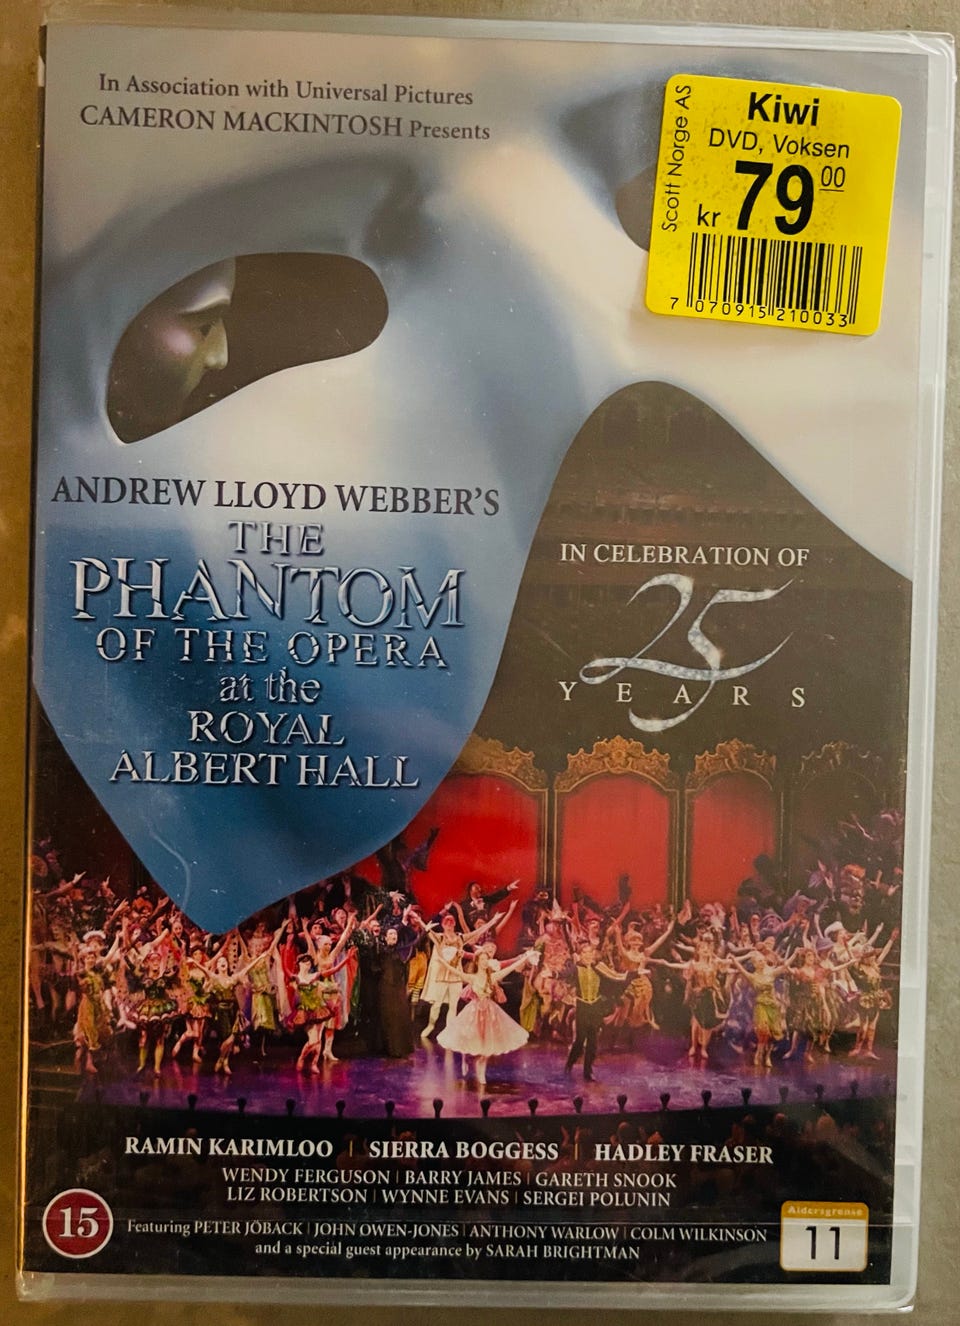 In Association with Universal Pictures
CAMERON MACKINTOSH Presents
Scott Norge AS
Kiwi
DVD, Voksen
kr 79 00
7 070915 210033
ANDREW LLOYD WEBBER'S
THE
PHANTOM
OF THE OPERA
at the
ROYAL
ALBERT HALL
IN CELEBRATION OF
25
YEARS
RAMIN KARIMLOO | SIERRA BOGGESS | HADLEY FRASER
WENDY FERGUSON | BARRY JAMES | GARETH SNOOK
LIZ ROBERTSON | WYNNE EVANS | SERGEI POLUNIN
Featuring PETER JÖBACK | JOHN OWEN-JONES | ANTHONY WARLOW | COLM WILKINSON
and a special guest appearance by SARAH BRIGHTMAN
15
Aldersgrense
11